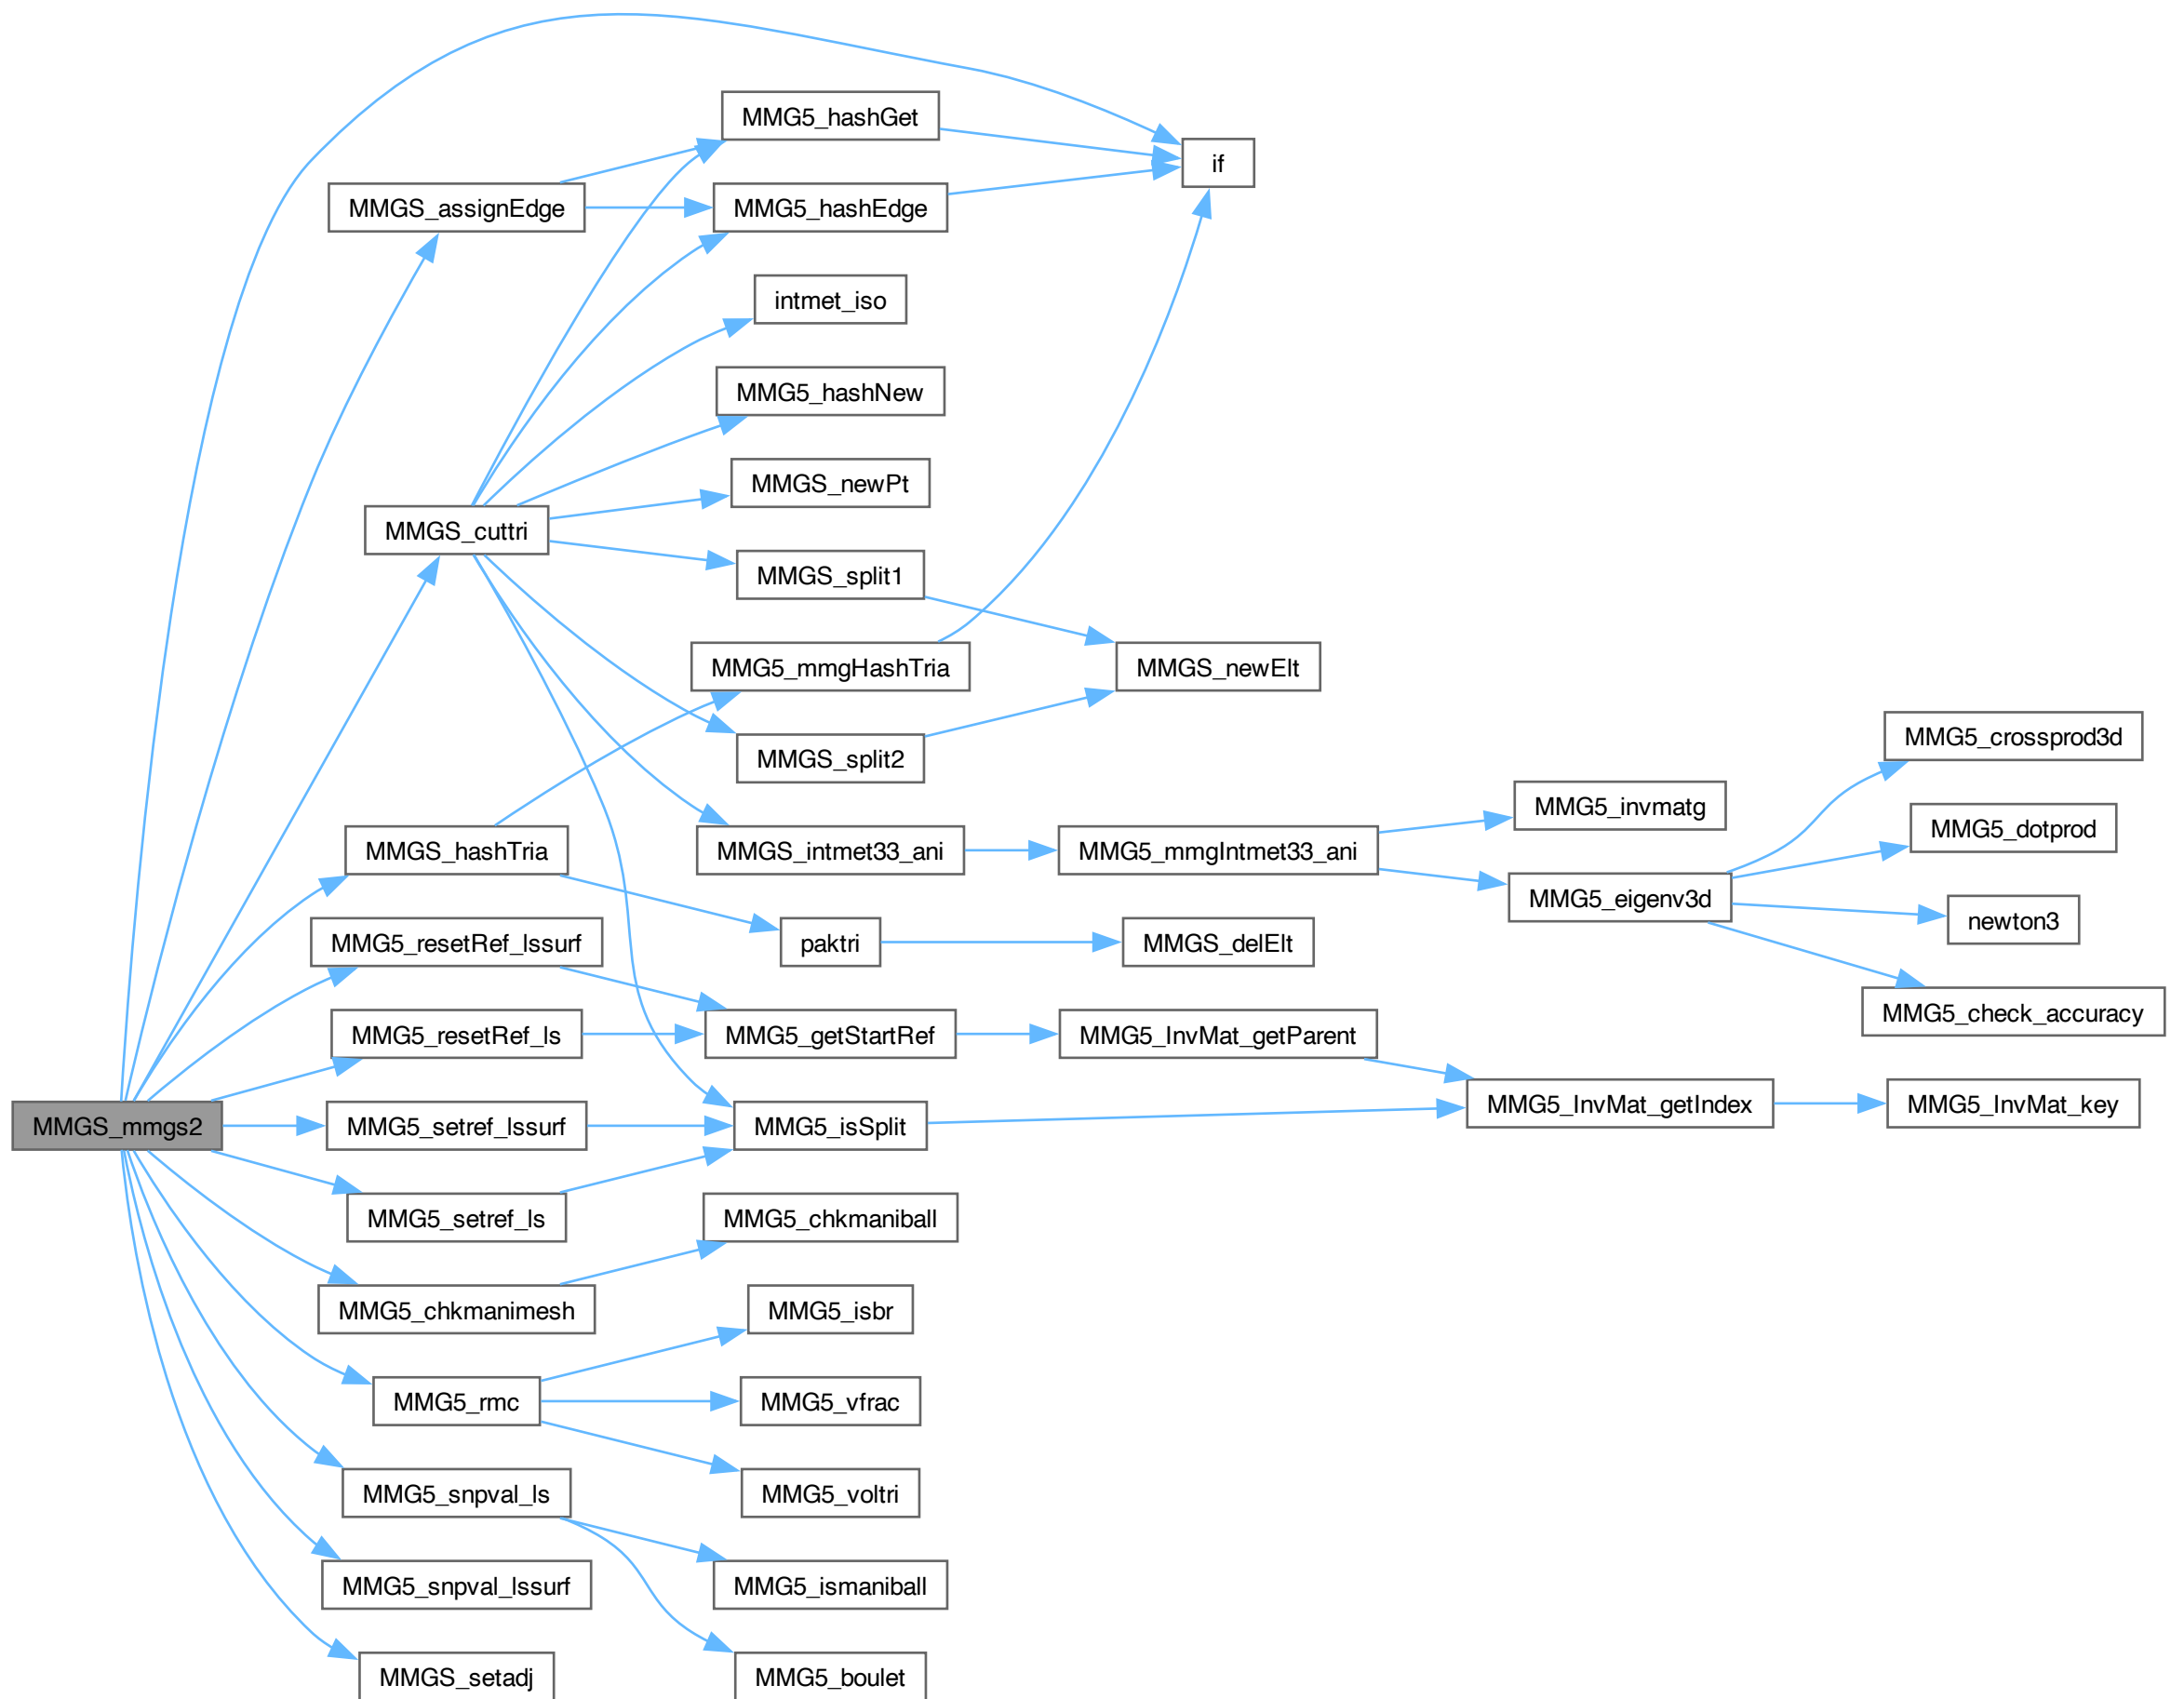 MMG5_hashGet
if
MMGS_assignEdge
MMG5_hashEdge
intmet_iso
MMG5_hashNew
MMGS_newPt
MMGS_cuttri
MMGS_split1
MMG5_mmgHashTria
MMGS_newElt
MMG5_crossprod3d
MMGS_split2
MMG5_invmatg
MMG5_dotprod
MMGS_hashTria
MMGS_intmet33_ani
MMG5_mmgIntmet33_ani
MMG5_eigenv3d
newton3
MMG5_resetRef_lssurf
paktri
MMGS_delElt
MMG5_check_accuracy
MMG5_resetRef_ls
MMG5_getStartRef
MMG5_InvMat_getParent
MMG5_InvMat_getIndex
MMG5_InvMat_key
MMGS_mmgs2
MMG5_setref_lssurf
MMG5_isSplit
MMG5_setref_ls
MMG5_chkmaniball
MMG5_chkmanimesh
MMG5_isbr
MMG5_rmc
MMG5_vfrac
MMG5_snpval_ls
MMG5_voltri
MMG5_snpval_lssurf
MMG5_ismaniball
MMGS_setadj
MMG5_boulet